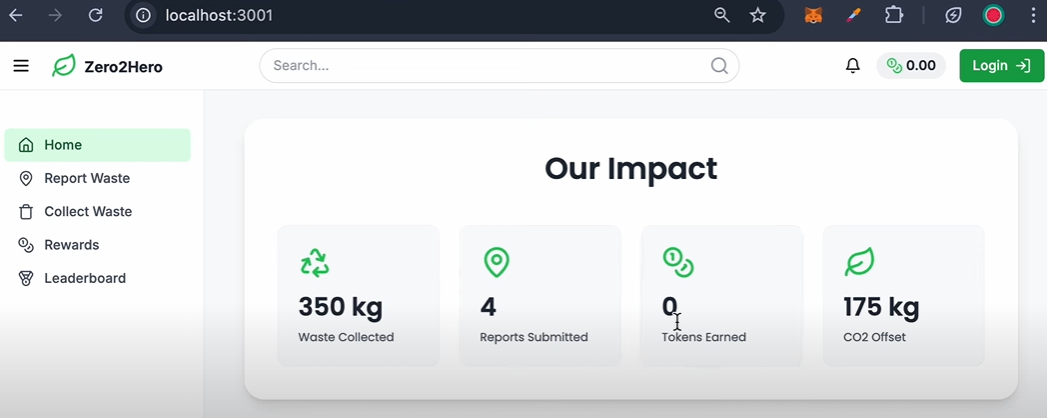 localhost:3001
Zero2Hero
Search...
0.00
Login
Home
Report Waste
Collect Waste
Rewards
Leaderboard
Our Impact
350 kg
Waste Collected
4
Reports Submitted
0
Tokens Earned
175 kg
CO2 Offset